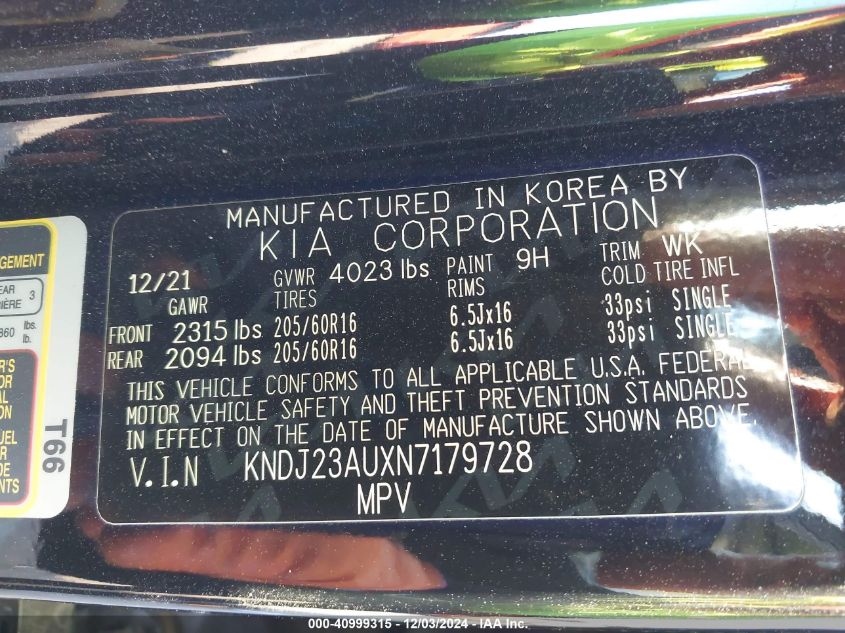 MANUFACTURED IN KOREA BY
KIA CORPORATION
12/21 GVWR 4023 lbs PAINT 9H TRIM WK
GAWR TIRES RIMS COLD TIRE INFL
FRONT 2315 lbs 205/60R16 6.5Jx16 33psi SINGLE
REAR 2094 lbs 205/60R16 6.5Jx16 33psi SINGLE
THIS VEHICLE CONFORMS TO ALL APPLICABLE U.S.A. FEDERAL
MOTOR VEHICLE SAFETY AND THEFT PREVENTION STANDARDS
IN EFFECT ON THE DATE OF MANUFACTURE SHOWN ABOVE.
V.I.N KNDJ23AUXN7179728
MPV
3
lbs.
lb.
T66
000-40999315 - 12/03/2024 - IAA Inc.